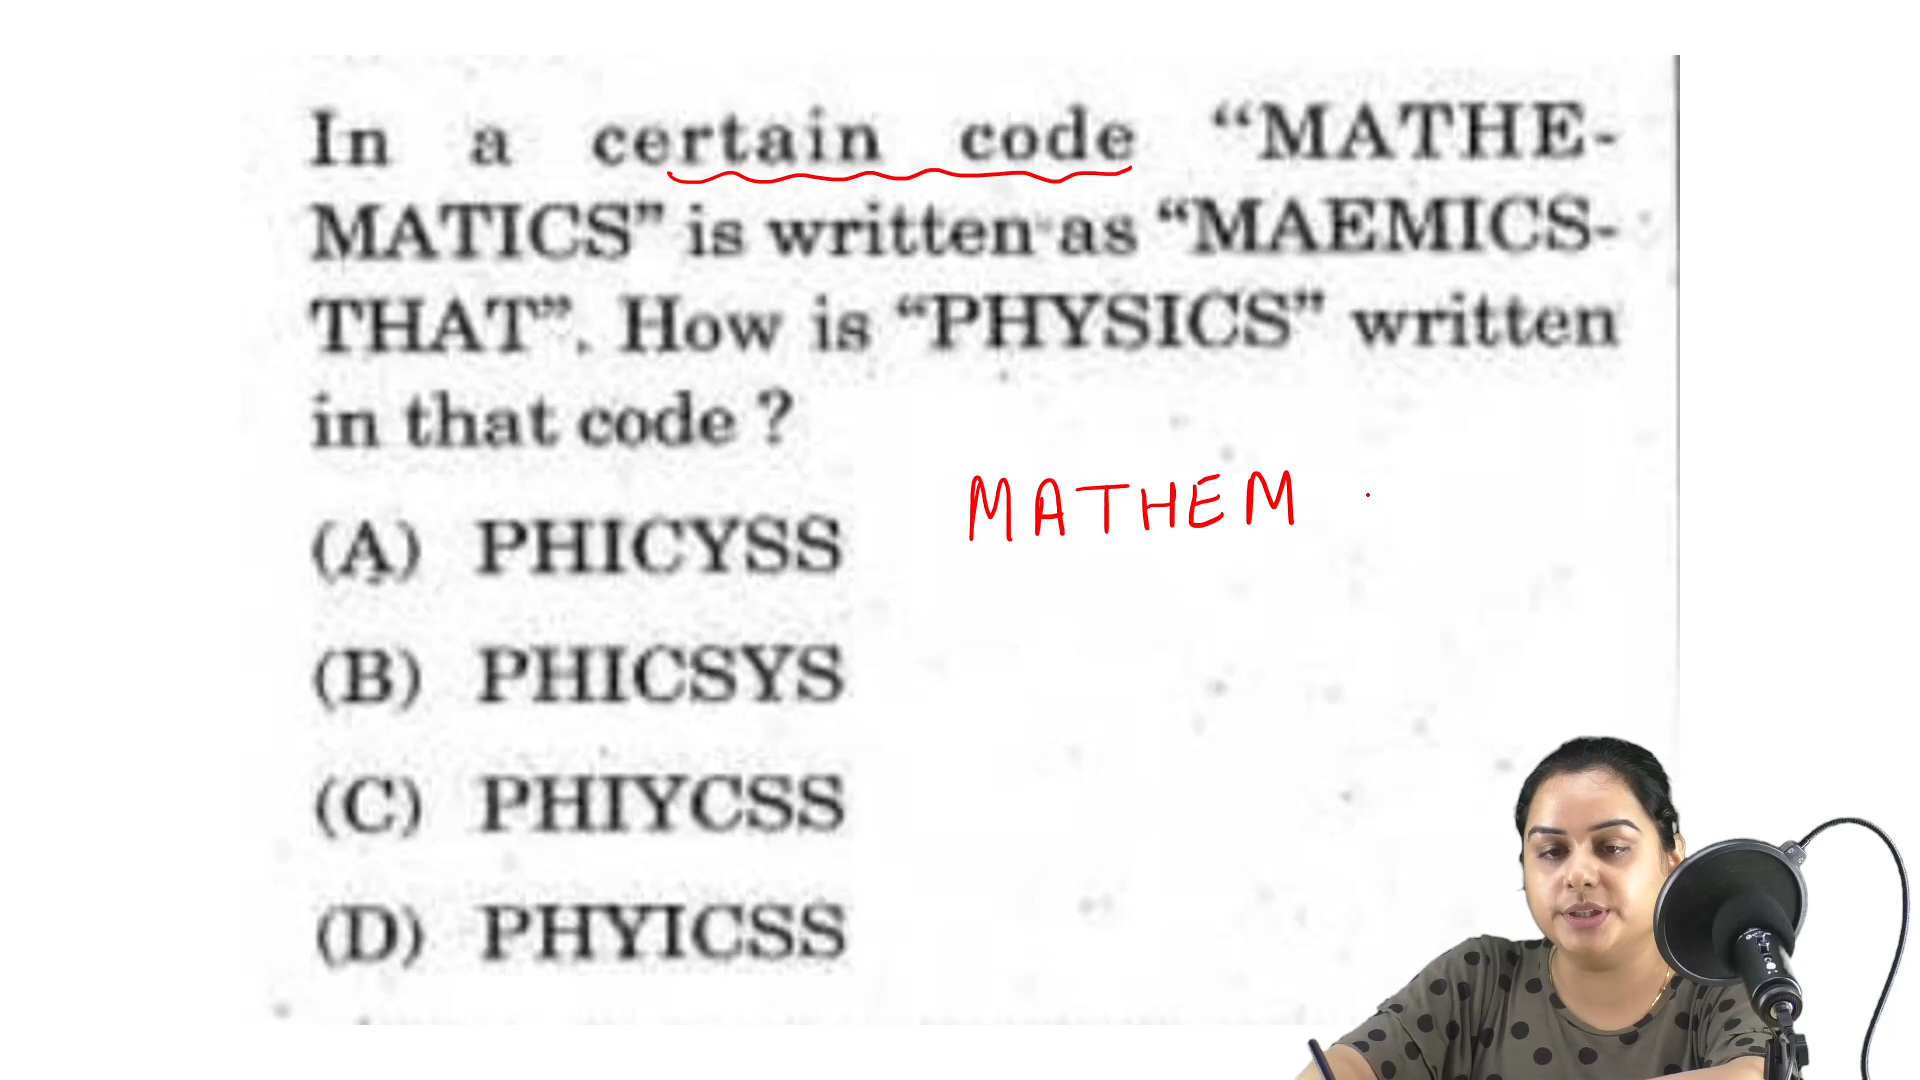 In a certain code “MATHE-
MATICS” is written as “MAEMICS-
THAT”. How is “PHYSICS” written
in that code ?
MATHEM
(A) PHICYSS
(B) PHICSYS
(C) PHIYCSS
(D) PHYICSS